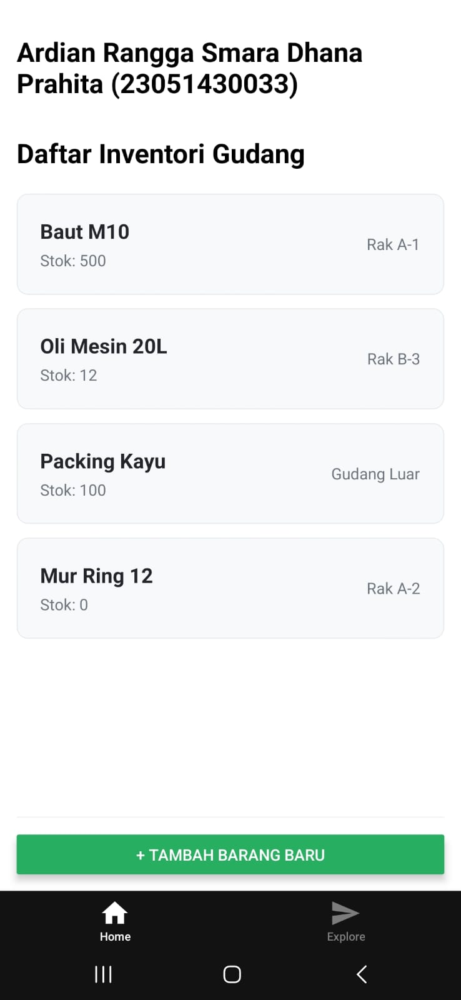 Ardian Rangga Smara Dhana
Prahita (23051430033)
Daftar Inventori Gudang
Baut M10
Stok: 500
Rak A-1
Oli Mesin 20L
Stok: 12
Rak B-3
Packing Kayu
Stok: 100
Gudang Luar
Mur Ring 12
Stok: 0
Rak A-2
+ TAMBAH BARANG BARU
Home
Explore